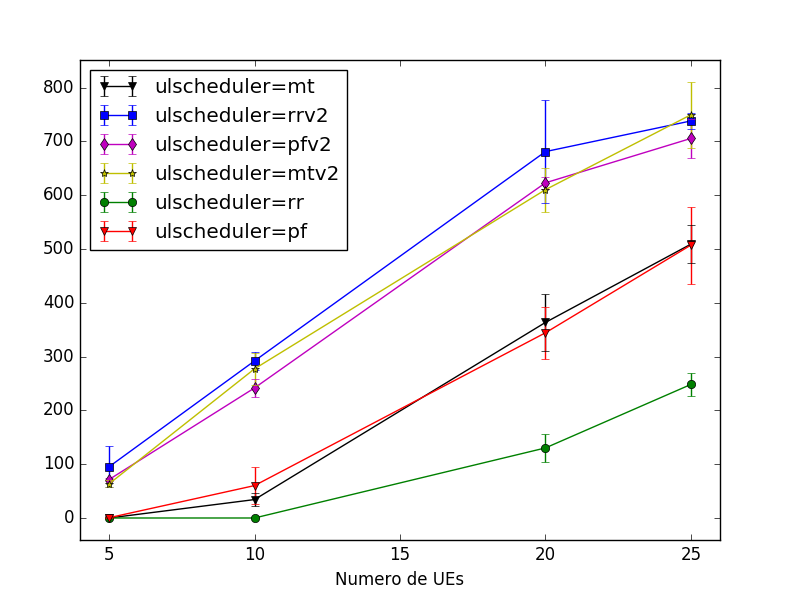 800
700
600
500
400
300
200
100
0
ulscheduler=mt
ulscheduler=rrv2
ulscheduler=pfv2
ulscheduler=mtv2
ulscheduler=rr
ulscheduler=pf
5 10 15 20 25
Numero de UEs